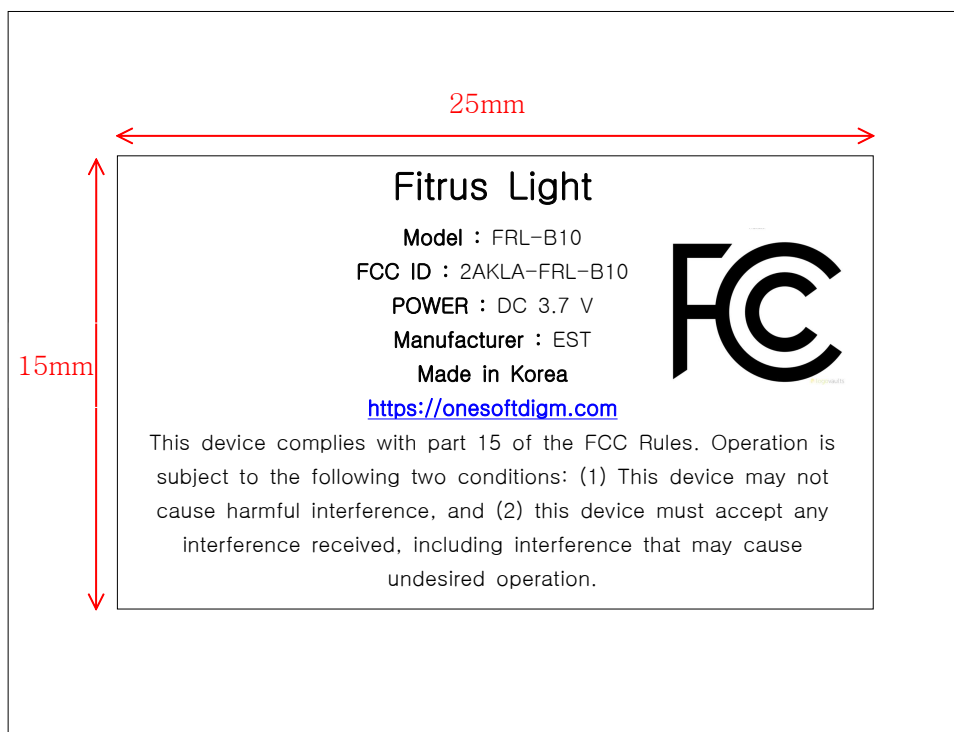 25mm
Fitrus Light
Model : FRL-B10
FCC ID : 2AKLA-FRL-B10
POWER : DC 3.7 V
Manufacturer : EST
Made in Korea
15mm
https://onesoftdigm.com
FCC
This device complies with part 15 of the FCC Rules. Operation is
subject to the following two conditions: (1) This device may not
cause harmful interference, and (2) this device must accept any
interference received, including interference that may cause
undesired operation.